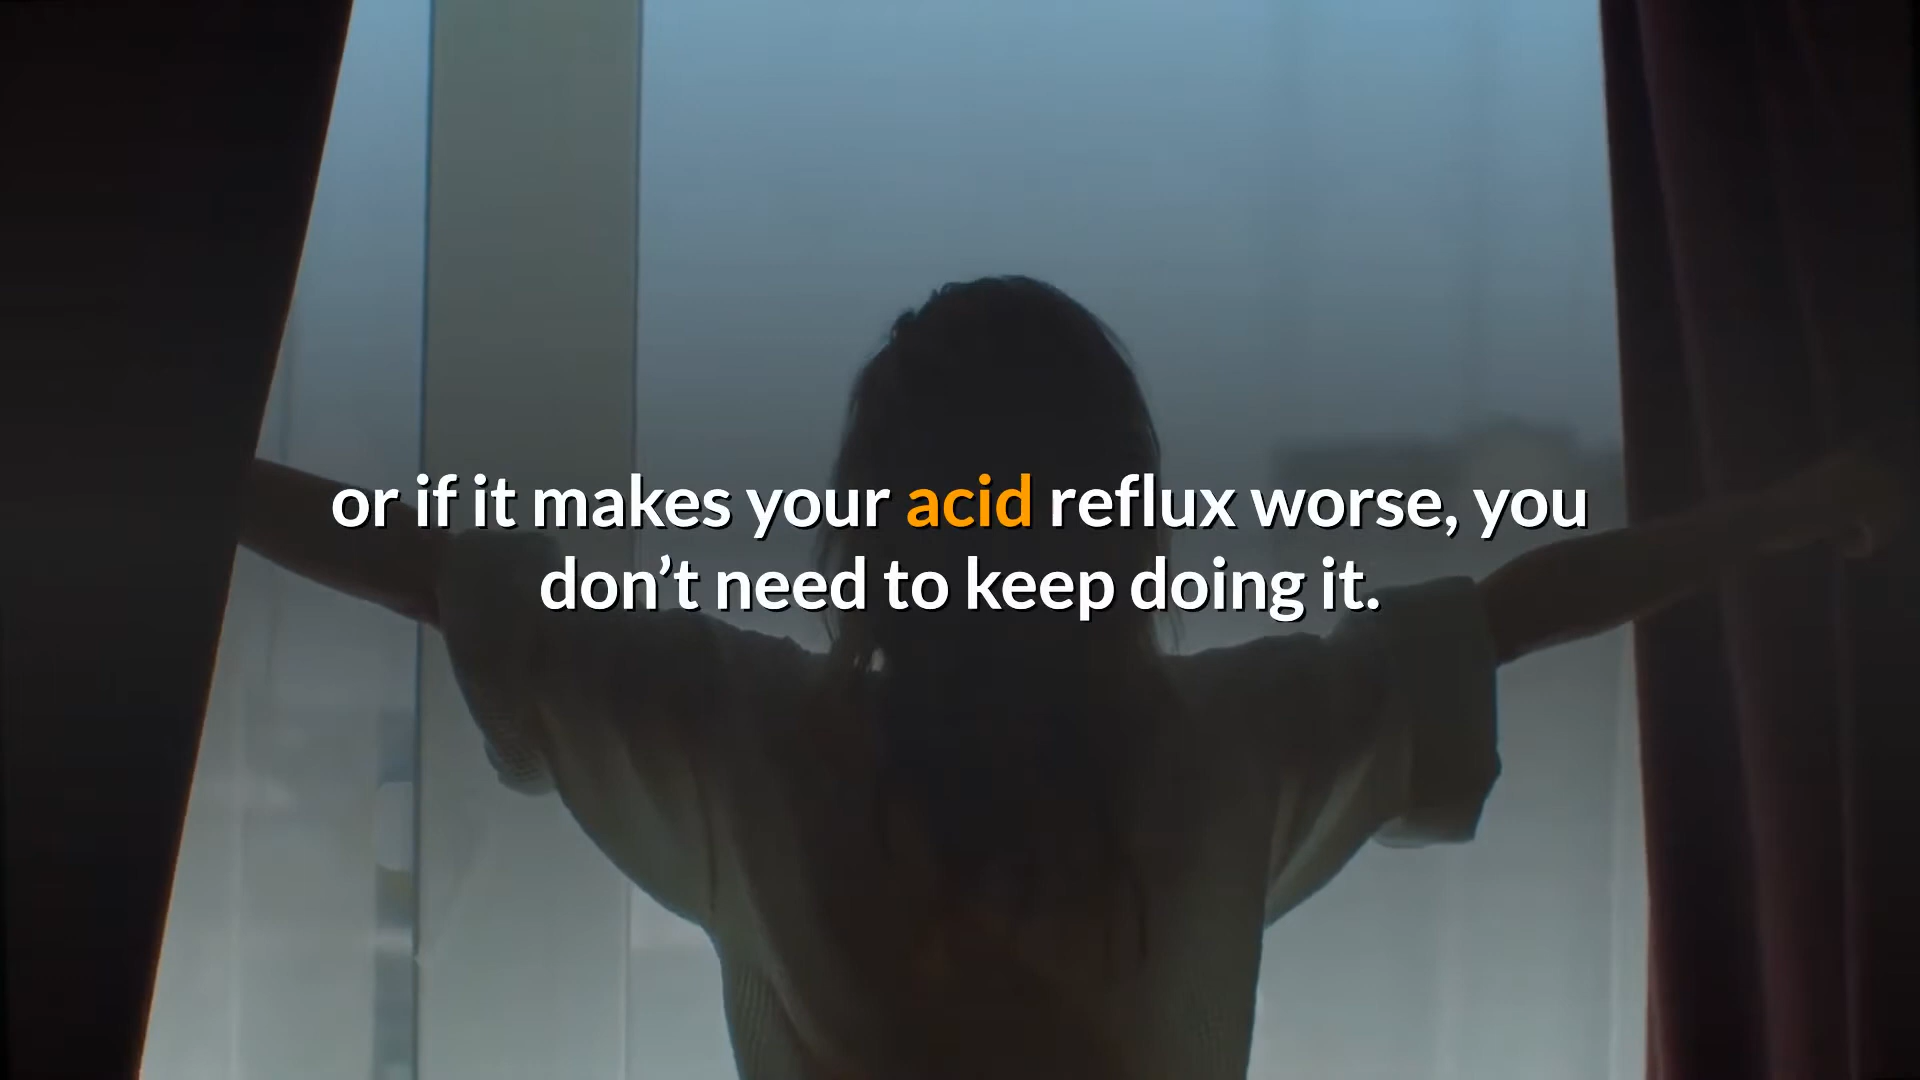 or if it makes your acid reflux worse, you
don’t need to keep doing it.